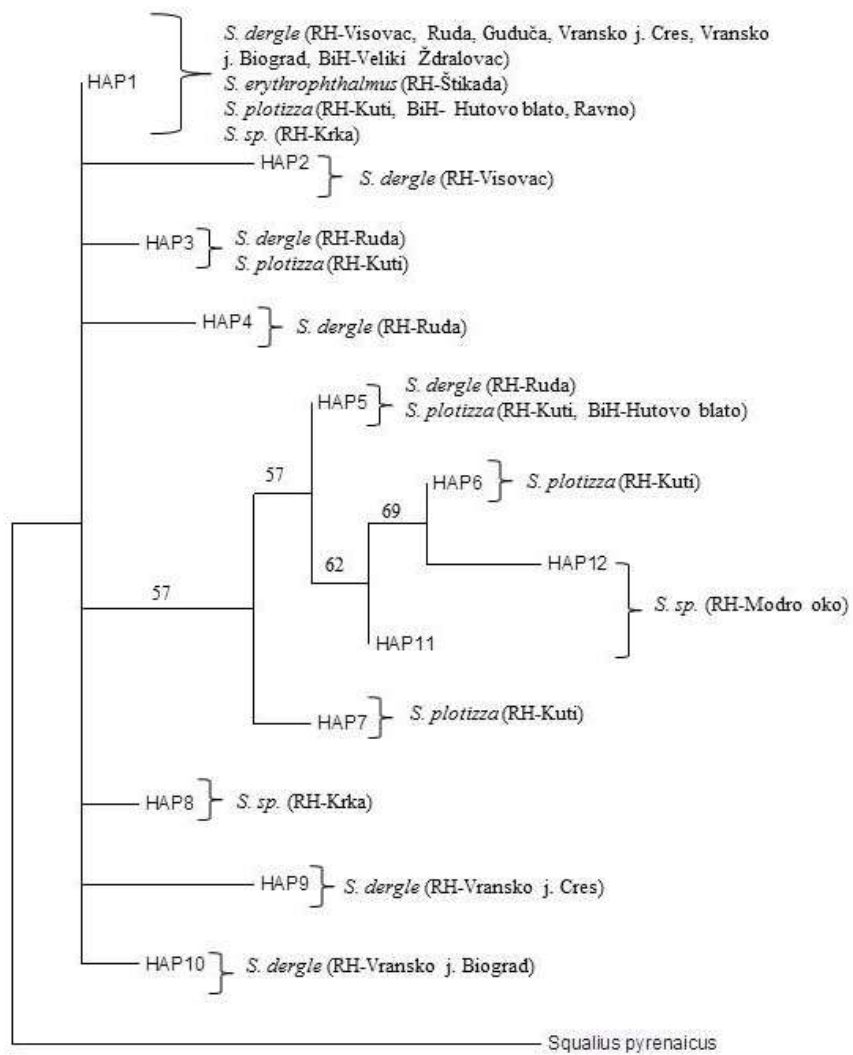 S. dergle (RH-Visovac, Ruda, Guduča, Vransko j. Cres, Vransko
j. Biograd, BiH-Veliki Ždralovac)
HAP1
S. erythrophthalmus (RH-Štikada)
S. plotizza (RH-Kuti, BiH- Hutovo blato, Ravno)
S. sp. (RH-Krka)
HAP2
S. dergle (RH-Visovac)
HAP3
S. dergle (RH-Ruda)
S. plotizza (RH-Kuti)
HAP4
S. dergle (RH-Ruda)
HAP5
S. dergle (RH-Ruda)
S. plotizza (RH-Kuti, BiH-Hutovo blato)
57
HAP6
S. plotizza (RH-Kuti)
69
62
HAP12
57
S. sp. (RH-Modro oko)
HAP11
HAP7
S. plotizza (RH-Kuti)
HAP8
S. sp. (RH-Krka)
HAP9
S. dergle (RH-Vransko j. Cres)
HAP10
S. dergle (RH-Vransko j. Biograd)
Squalius pyrenaicus